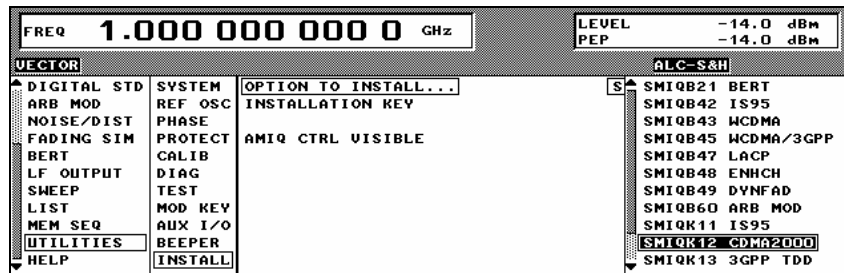 FREQ 1.000 000 000 0 GHz
LEVEL -14.0 dBm
PEP -14.0 dBm
VECTOR
ALC-S&H
DIGITAL STD
ARB MOD
NOISE/DIST
FADING SIM
BERT
LF OUTPUT
SWEEP
LIST
MEM SEQ
UTILITIES
HELP
SYSTEM
REF OSC
PHASE
PROTECT
CALIB
DIAG
TEST
MOD KEY
AUX I/O
BEEPER
INSTALL
OPTION TO INSTALL...
INSTALLATION KEY
AMIQ CTRL VISIBLE
S
SMIQB21 BERT
SMIQB42 IS95
SMIQB43 WCDMA
SMIQB45 WCDMA/3GPP
SMIQB47 LACP
SMIQB48 ENHCH
SMIQB49 DYNFAD
SMIQB60 ARB MOD
SMIQK11 IS95
SMIQK12 CDMA2000
SMIQK13 3GPP TDD